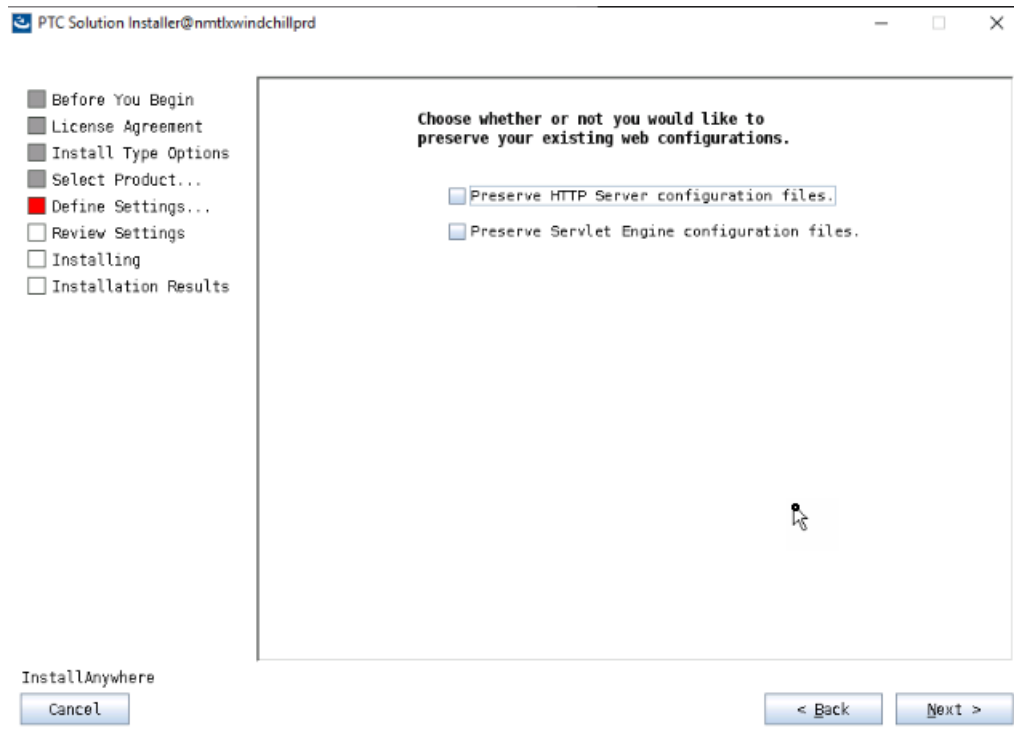 PTC Solution Installer@nmtlxwindchillprd
Before You Begin
License Agreement
Install Type Options
Select Product...
Define Settings...
Review Settings
Installing
Installation Results
Choose whether or not you would like to
preserve your existing web configurations.
Preserve HTTP Server configuration files.
Preserve Servlet Engine configuration files.
InstallAnywhere
Cancel
< Back
Next >